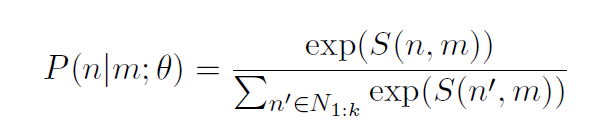 P(n|m; θ) = exp(S(n, m)) / ∑_{n′∈N_{1:k}} exp(S(n′, m))